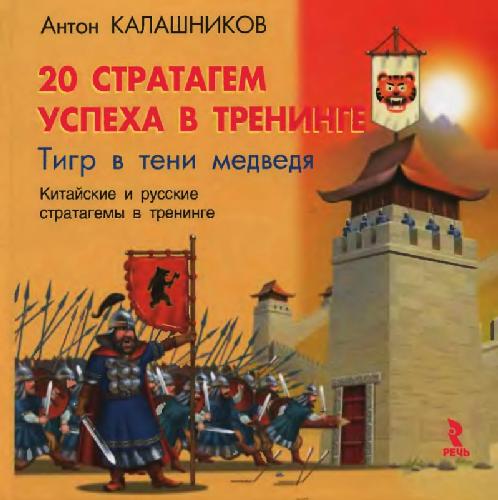 Антон КАЛАШНИКОВ
20 СТРАТАГЕМ
УСПЕХА В ТРЕНИНГЕ
Тигр в тени медведя
Китайские и русские
стратагемы в тренинге
РЕЧЬ